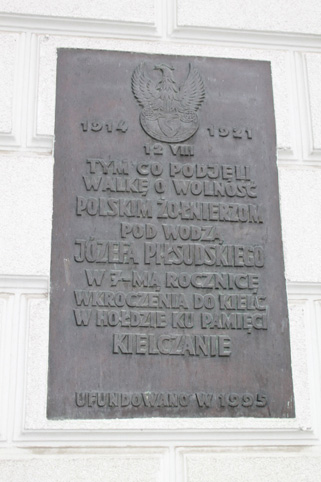 1914 1921
12 VIII
TYM CO PODJĘLI
WALKĘ O WOLNOŚĆ
POLSKIM ŻOŁNIERZOM
POD WODZĄ
JÓZEFA PIŁSUDSKIEGO
W 74-MĄ ROCZNICĘ
WKROCZENIA DO KIELC
W HOŁDZIE KU PAMIĘCI
KIELCZANIE
UFUNDOWANO W 1995